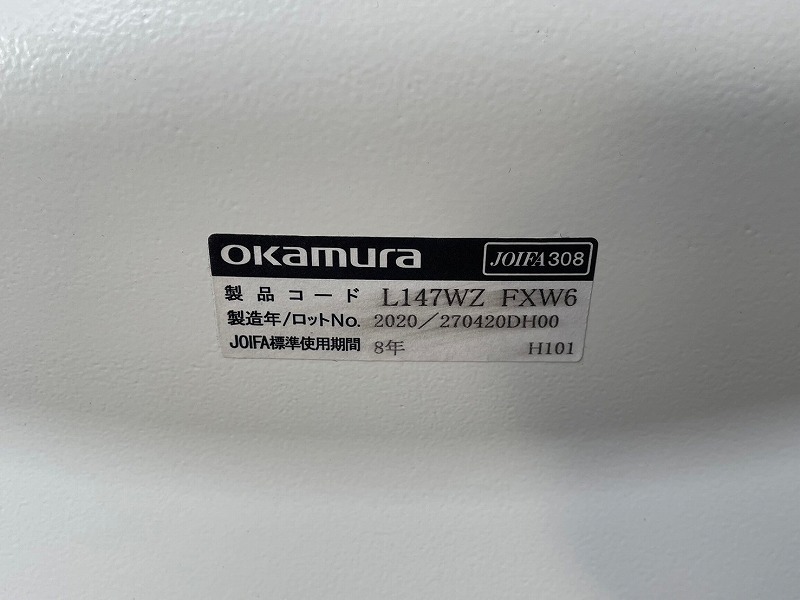 okamura JOIFA308
製品コード L147WZ FXW6
製造年/ロットNo. 2020/270420DH00
JOIFA標準使用期間 8年 H101